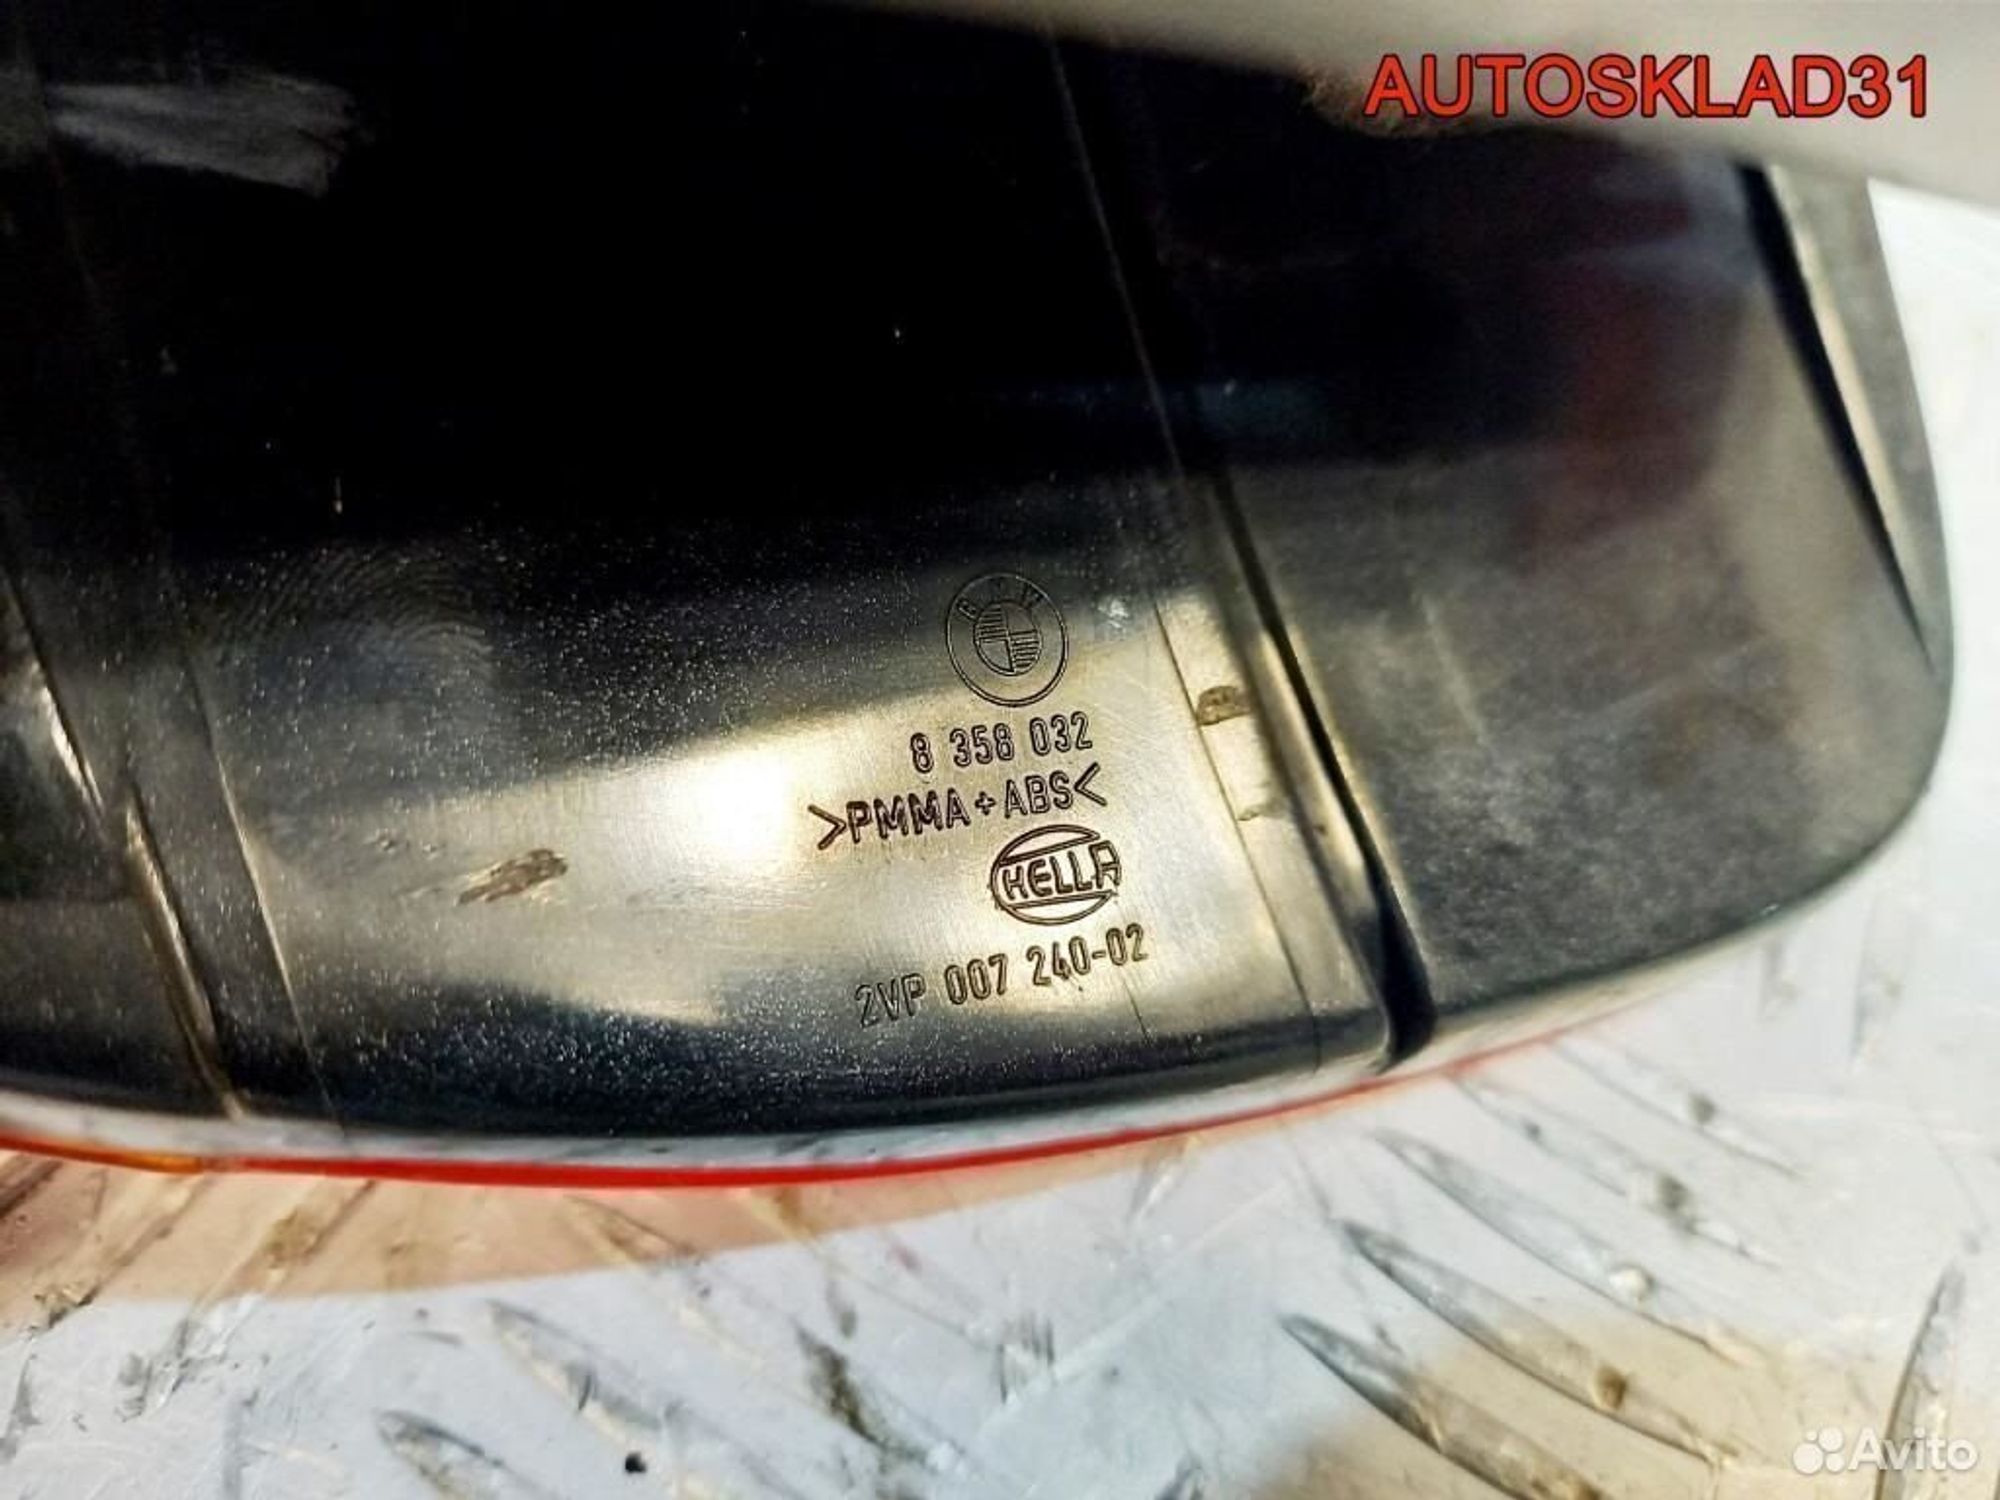 AUTOSKLAD31
BMW
8 358 032
>PMMA+ABS<
HELLA
2VP 007 240-02
Avito